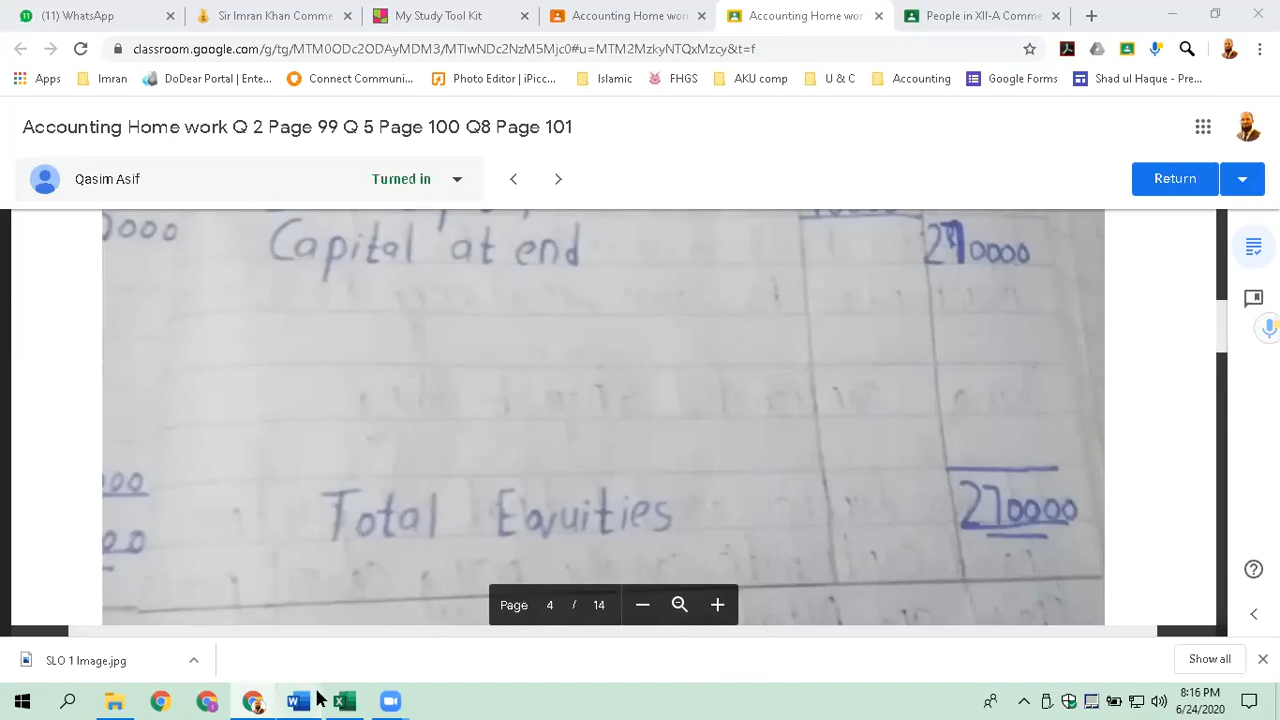 (11) WhatsApp
Sir Imran Khan Comme
My Study Tool Kit
Accounting Home wor
Accounting Home wor
People in XII-A Comme
classroom.google.com/g/tg/MTM0ODc2ODAyMDM3/MTIwNDc2NzM5Mjc0#u=MTM2MzkyNTQxMzcy&t=f
Apps
Imran
DoDear Portal | Ente...
Connect Communi...
Photo Editor | iPicc...
Islamic
FHGS
AKU comp
U & C
Accounting
Google Forms
Shad ul Haque - Pre...
Accounting Home work Q 2 Page 99 Q 5 Page 100 Q8 Page 101
Qasim Asif
Turned in
Return
0000 Capital at end 270000
00
Total Equities 270000
00
Page 4 / 14
SLO 1 Image.jpg
Show all
8:16 PM
6/24/2020